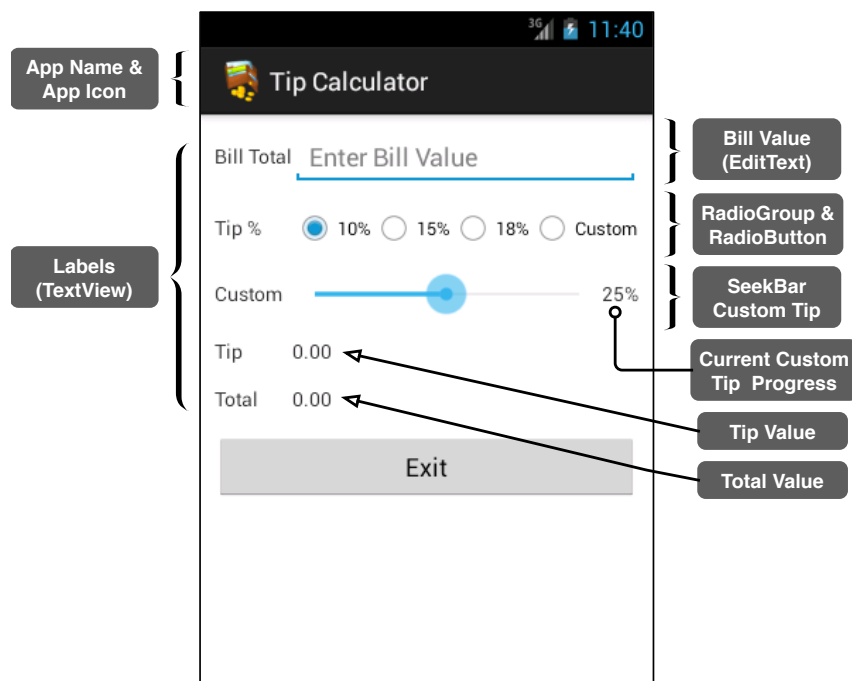 3G 11:40
App Name &
App Icon
Tip Calculator
Bill Total Enter Bill Value
Bill Value
(EditText)
Tip % 10% 15% 18% Custom
RadioGroup &
RadioButton
Labels
(TextView)
Custom 25%
SeekBar
Custom Tip
Tip 0.00
Current Custom
Tip Progress
Total 0.00
Tip Value
Exit
Total Value